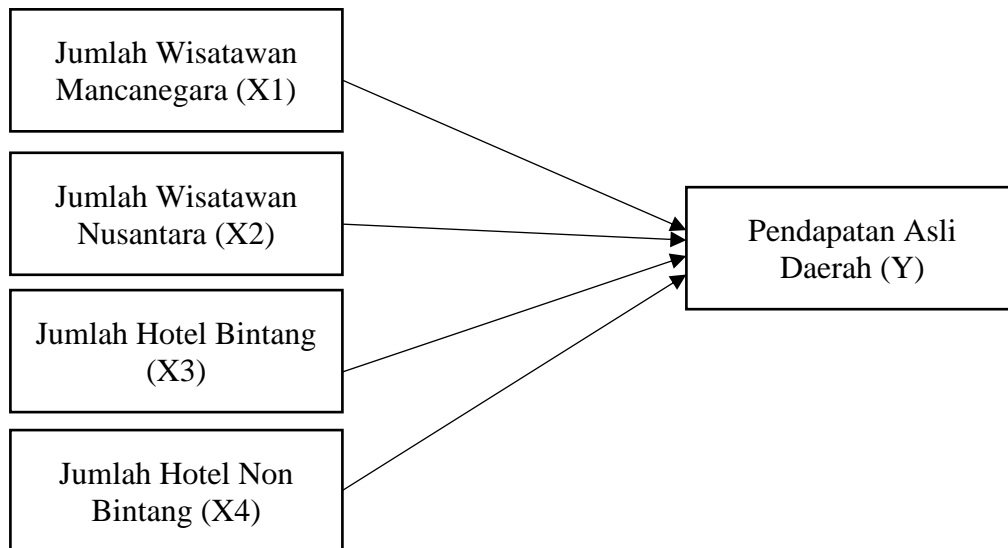 Jumlah Wisatawan
Mancanegara (X1)
Jumlah Wisatawan
Nusantara (X2)
Jumlah Hotel Bintang
(X3)
Jumlah Hotel Non
Bintang (X4)
Pendapatan Asli
Daerah (Y)